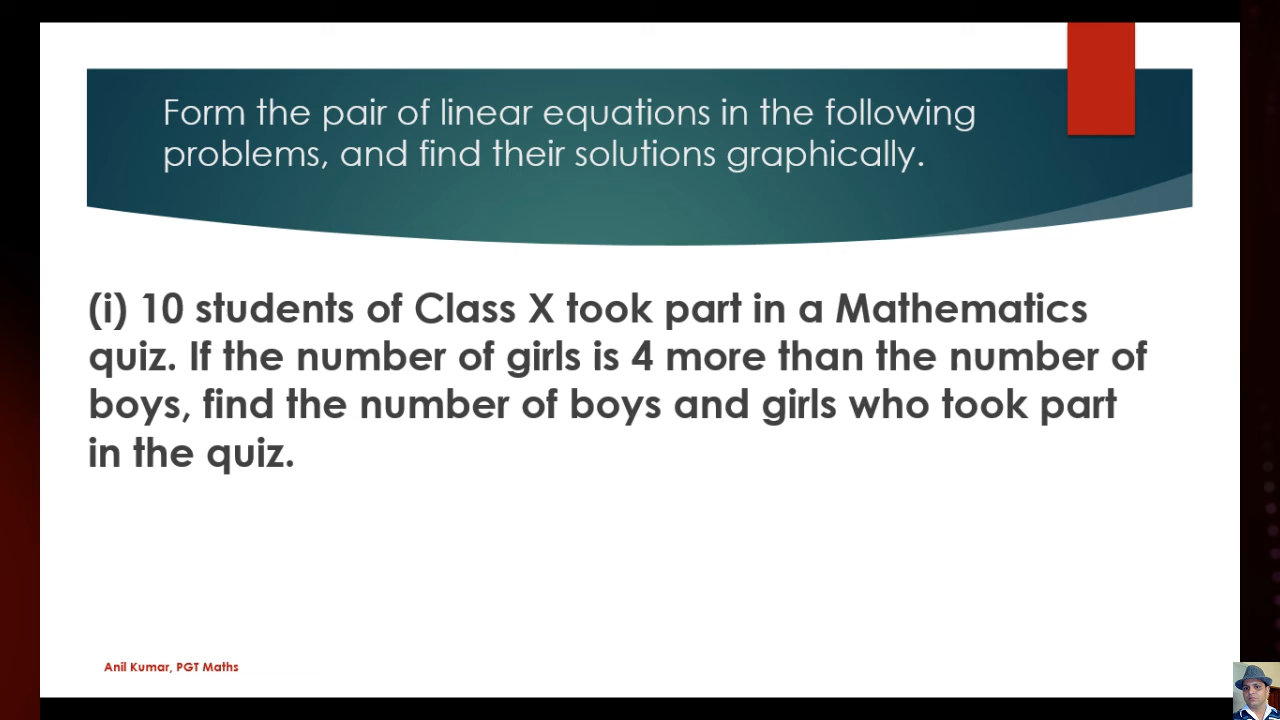 Form the pair of linear equations in the following
problems, and find their solutions graphically.
(i) 10 students of Class X took part in a Mathematics
quiz. If the number of girls is 4 more than the number of
boys, find the number of boys and girls who took part
in the quiz.
Anil Kumar, PGT Maths